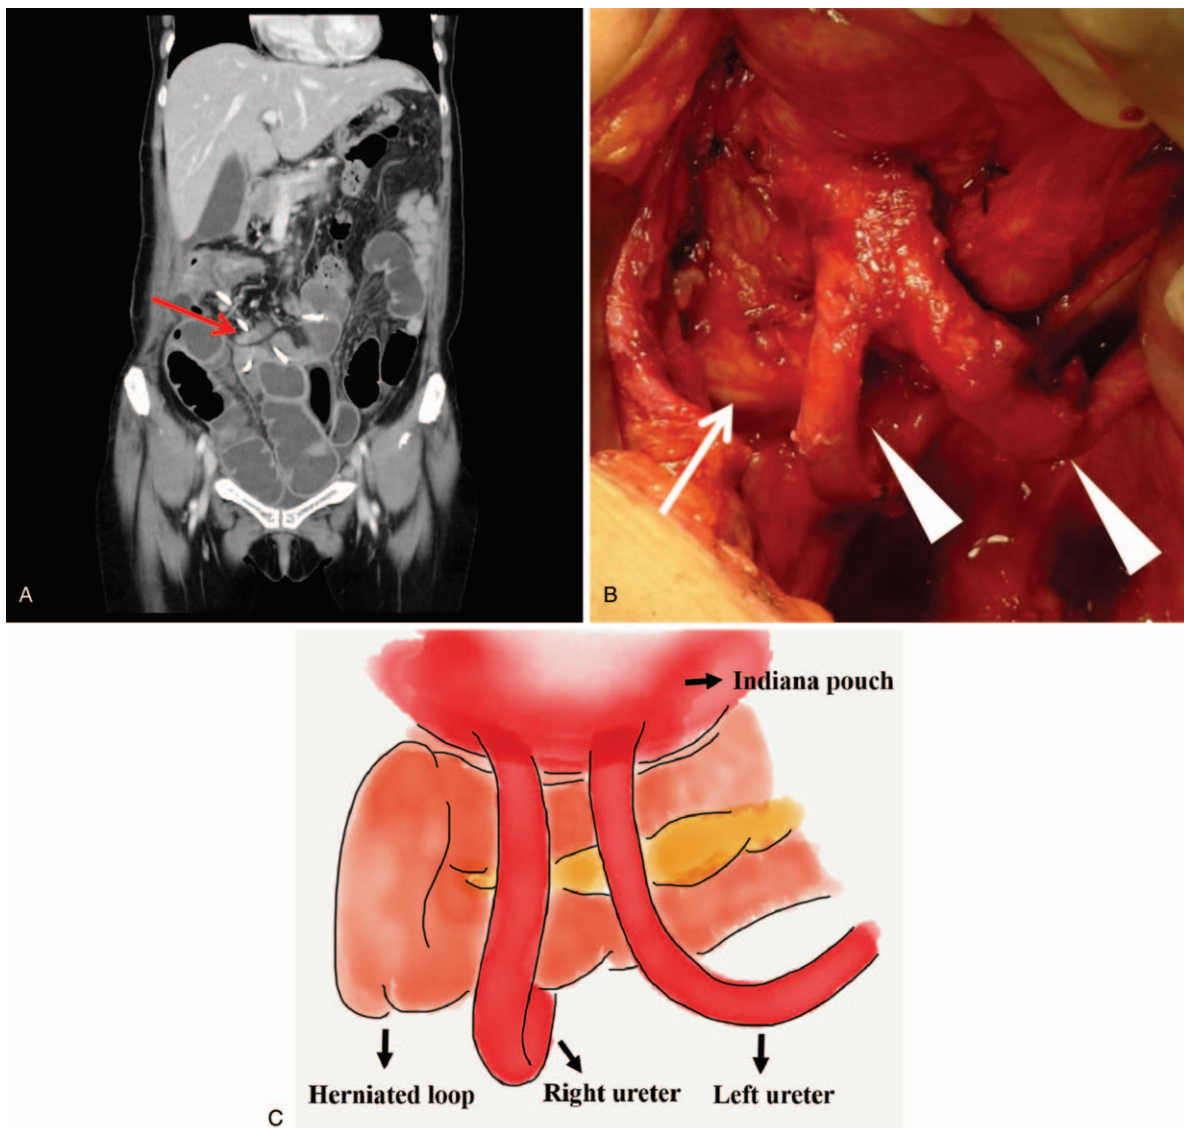 A
B
Indiana pouch
Herniated loop
Right ureter
Left ureter
C